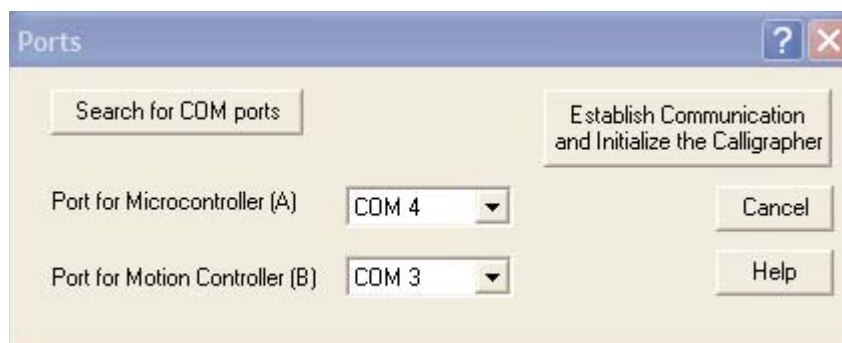 Ports
?
Search for COM ports
Establish Communication
and Initialize the Calligrapher
Port for Microcontroller (A)
COM 4
Cancel
Port for Motion Controller (B)
COM 3
Help